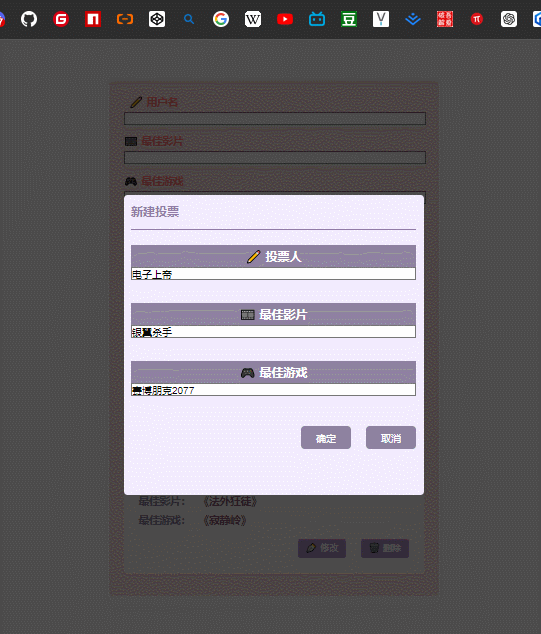 用户名
最佳影片
最佳游戏
新建投票
投票人
电子上帝
最佳影片
银翼杀手
最佳游戏
赛博朋克2077
确定 取消
最佳影片： 《法外狂徒》
最佳游戏： 《寂静岭》
修改 删除